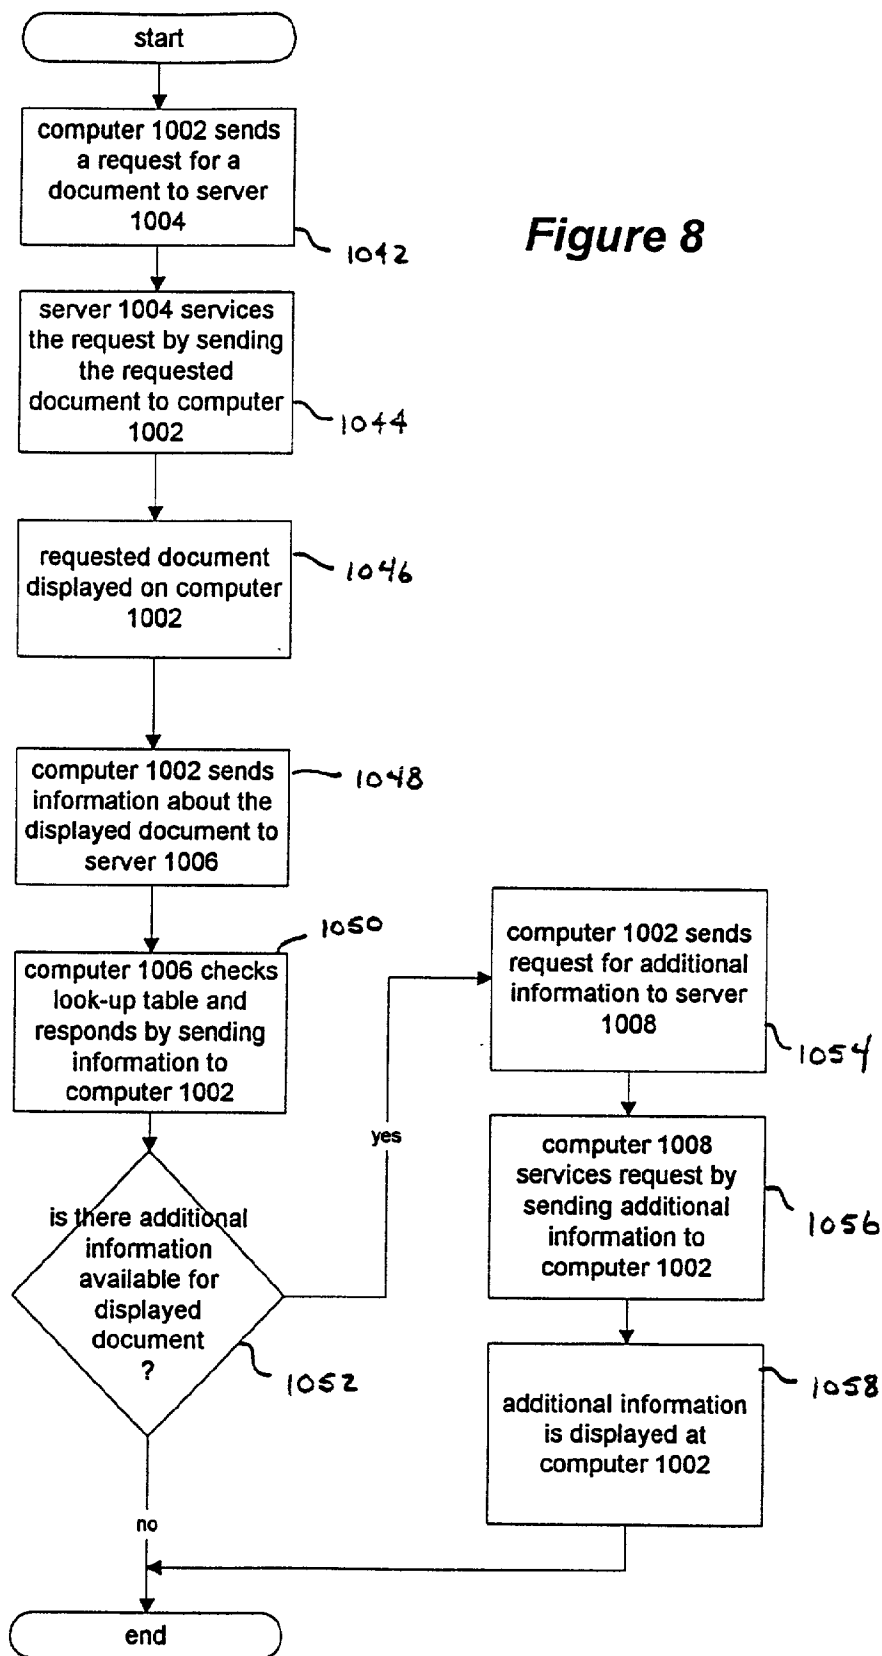 start
computer 1002 sends
a request for a
document to server
1004
1042
Figure 8
server 1004 services
the request by sending
the requested
document to computer
1002
1044
requested document
displayed on computer
1002
1046
computer 1002 sends
information about the
displayed document to
server 1006
1048
computer 1006 checks
look-up table and
responds by sending
information to
computer 1002
1050
is there additional
information
available for
displayed
document
?
1052
yes
no
computer 1002 sends
request for additional
information to server
1008
1054
computer 1008
services request by
sending additional
information to
computer 1002
1056
additional information
is displayed at
computer 1002
1058
end